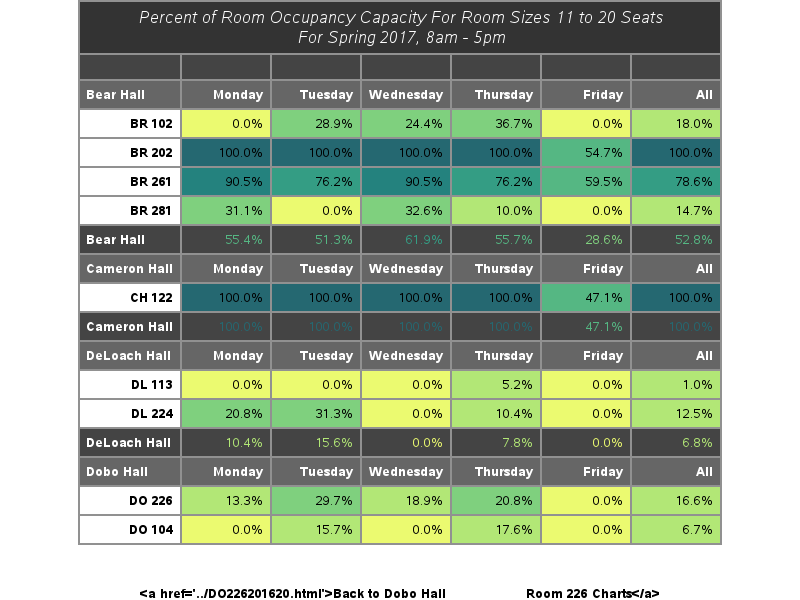 Percent of Room Occupancy Capacity For Room Sizes 11 to 20 Seats
For Spring 2017, 8am - 5pm
Bear Hall Monday Tuesday Wednesday Thursday Friday All
BR 102 0.0% 28.9% 24.4% 36.7% 0.0% 18.0%
BR 202 100.0% 100.0% 100.0% 100.0% 54.7% 100.0%
BR 261 90.5% 76.2% 90.5% 76.2% 59.5% 78.6%
BR 281 31.1% 0.0% 32.6% 10.0% 0.0% 14.7%
Bear Hall 55.4% 51.3% 61.9% 55.7% 28.6% 52.8%
Cameron Hall Monday Tuesday Wednesday Thursday Friday All
CH 122 100.0% 100.0% 100.0% 100.0% 47.1% 100.0%
Cameron Hall 100.0% 100.0% 100.0% 100.0% 47.1% 100.0%
DeLoach Hall Monday Tuesday Wednesday Thursday Friday All
DL 113 0.0% 0.0% 0.0% 5.2% 0.0% 1.0%
DL 224 20.8% 31.3% 0.0% 10.4% 0.0% 12.5%
DeLoach Hall 10.4% 15.6% 0.0% 7.8% 0.0% 6.8%
Dobo Hall Monday Tuesday Wednesday Thursday Friday All
DO 226 13.3% 29.7% 18.9% 20.8% 0.0% 16.6%
DO 104 0.0% 15.7% 0.0% 17.6% 0.0% 6.7%
<a href='../DO226201620.html'>Back to Dobo Hall Room 226 Charts</a>